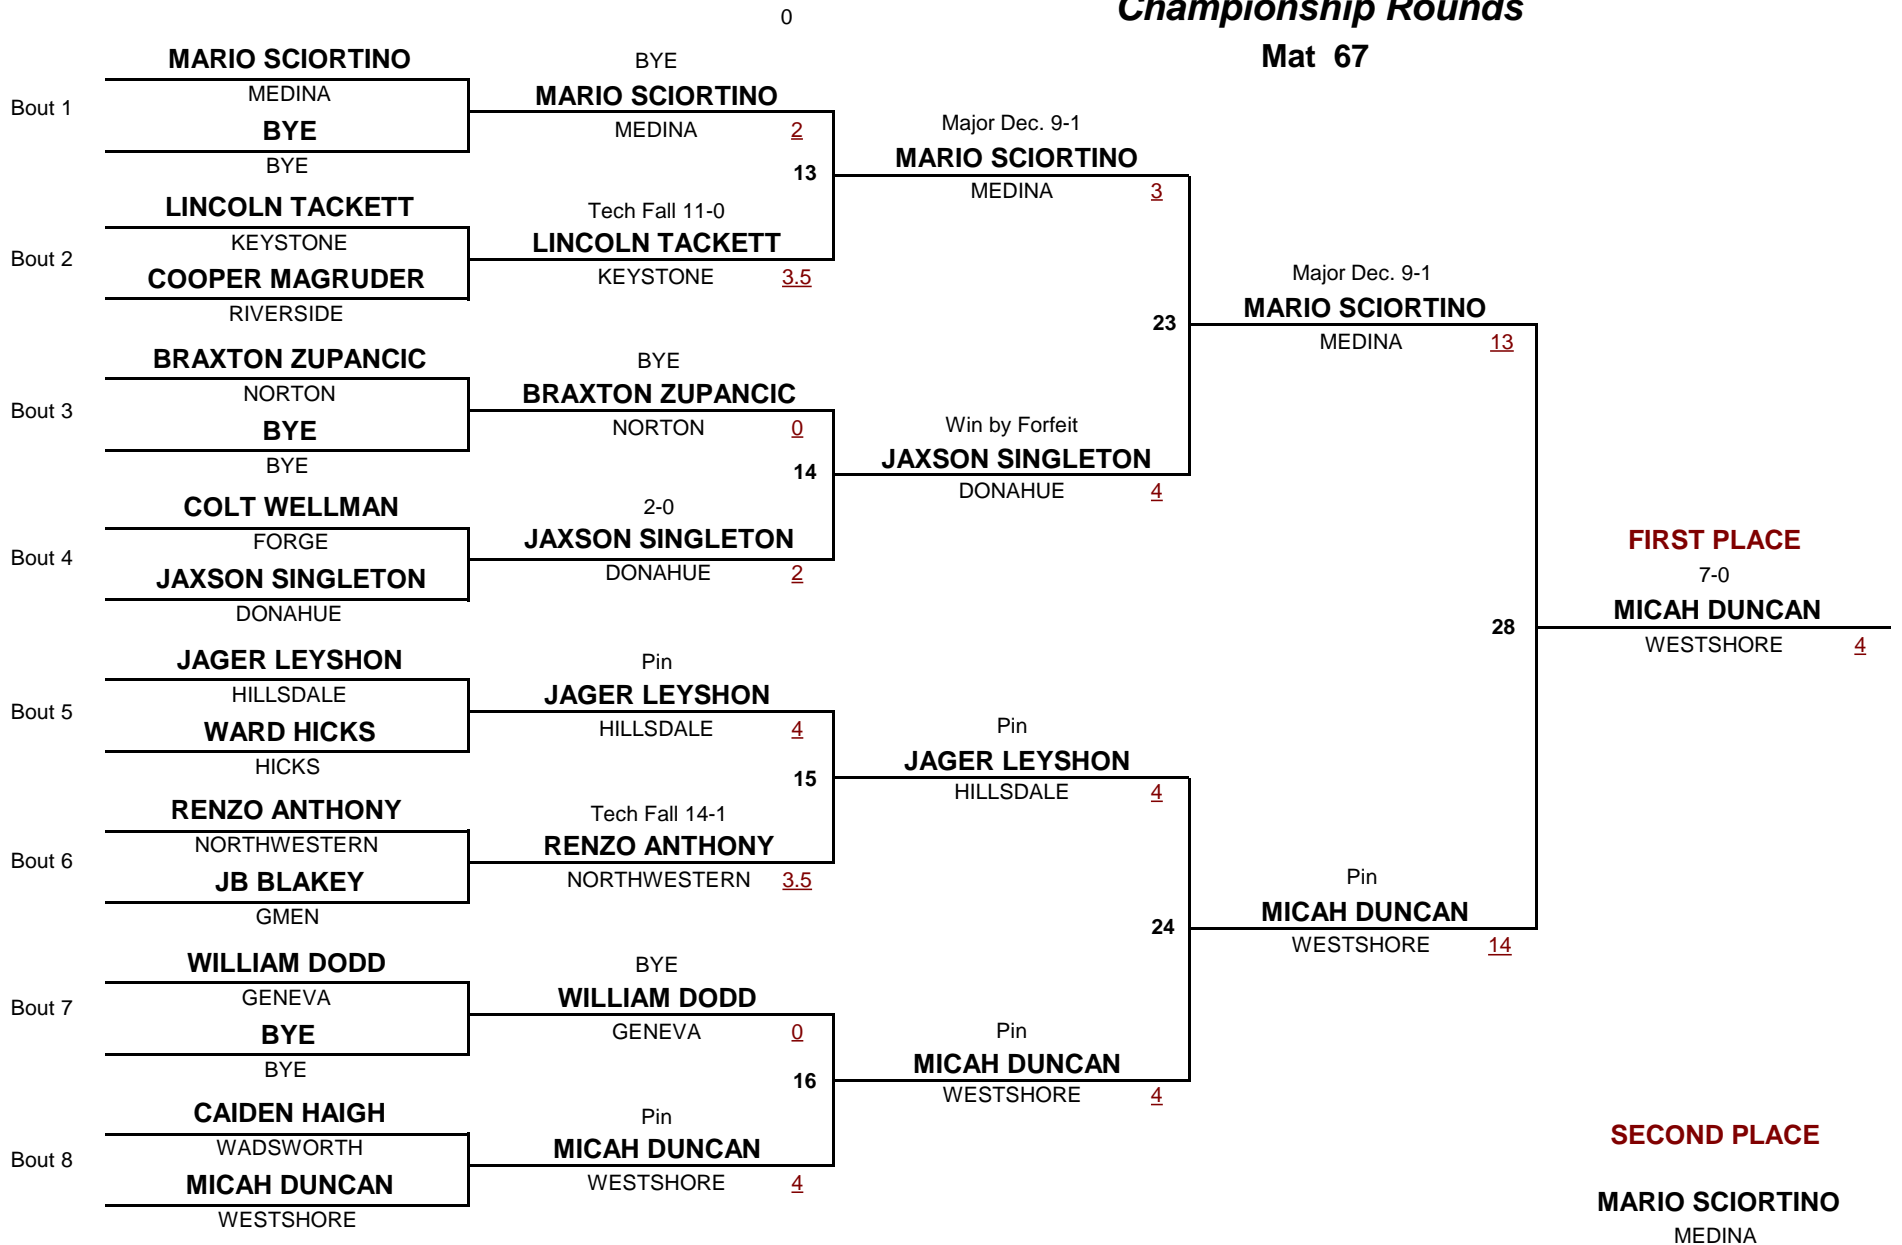 0
Championship Rounds
Mat 67
MARIO SCIORTINO
MEDINA
Bout 1
BYE
BYE
LINCOLN TACKETT
KEYSTONE
Bout 2
COOPER MAGRUDER
RIVERSIDE
BRAXTON ZUPANCIC
NORTON
Bout 3
BYE
BYE
COLT WELLMAN
FORGE
Bout 4
JAXSON SINGLETON
DONAHUE
JAGER LEYSHON
HILLSDALE
Bout 5
WARD HICKS
HICKS
RENZO ANTHONY
NORTHWESTERN
Bout 6
JB BLAKEY
GMEN
WILLIAM DODD
GENEVA
Bout 7
BYE
BYE
CAIDEN HAIGH
WADSWORTH
Bout 8
MICAH DUNCAN
WESTSHORE
BYE
MARIO SCIORTINO
MEDINA 2
13
Tech Fall 11-0
LINCOLN TACKETT
KEYSTONE 3.5
BYE
BRAXTON ZUPANCIC
NORTON 0
14
2-0
JAXSON SINGLETON
DONAHUE 2
Pin
JAGER LEYSHON
HILLSDALE 4
15
Tech Fall 14-1
RENZO ANTHONY
NORTHWESTERN 3.5
BYE
WILLIAM DODD
GENEVA 0
16
Pin
MICAH DUNCAN
WESTSHORE 4
Major Dec. 9-1
MARIO SCIORTINO
MEDINA 3
23
Win by Forfeit
JAXSON SINGLETON
DONAHUE 4
Pin
JAGER LEYSHON
HILLSDALE 4
24
Pin
MICAH DUNCAN
WESTSHORE 4
Major Dec. 9-1
MARIO SCIORTINO
MEDINA 13
28
Pin
MICAH DUNCAN
WESTSHORE 14
FIRST PLACE
7-0
MICAH DUNCAN
WESTSHORE 4
SECOND PLACE
MARIO SCIORTINO
MEDINA